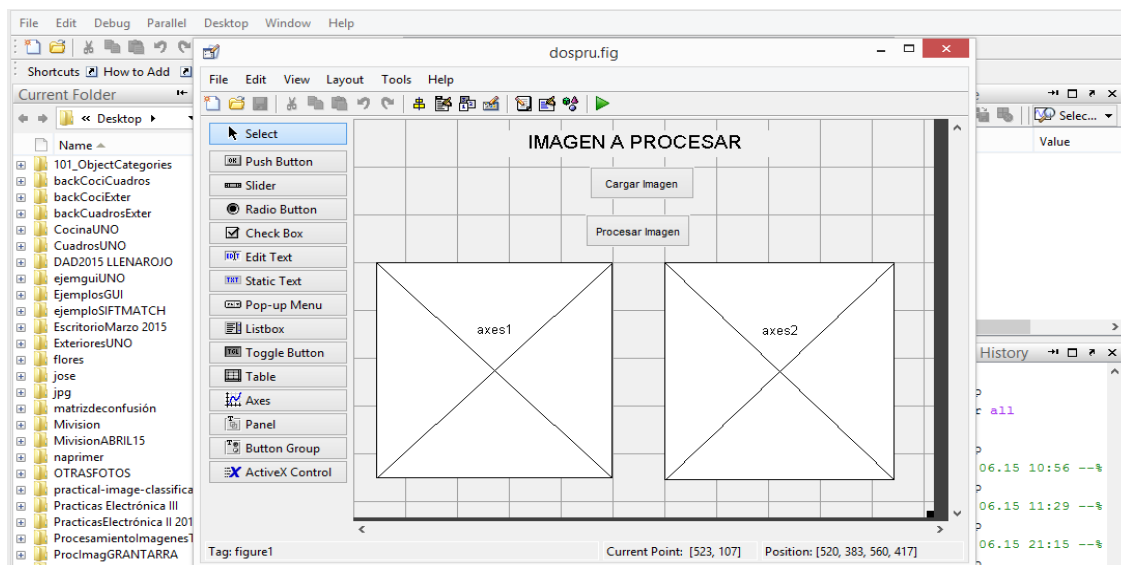 File Edit Debug Parallel Desktop Window Help
Shortcuts How to Add
Current Folder
« Desktop
Name
101_ObjectCategories
backCociCuadros
backCociExter
backCuadrosExter
CocinaUNO
CuadrosUNO
DAD2015 LLENAROJO
ejemguiUNO
EjemplosGUI
ejemploSIFTMATCH
EscritorioMarzo 2015
ExterioresUNO
flores
jose
jpg
matrizdeconfusión
Mivision
MivisionABRIL15
naprimer
OTRASFOTOS
practical-image-classifica
Practicas Electrónica III
PracticasElectrónica II 201
ProcesamientoImagenesT
ProcImagGRANTARRA
dospru.fig
File Edit View Layout Tools Help
Select
OK Push Button
Slider
Radio Button
Check Box
EDIT Edit Text
TXT Static Text
Pop-up Menu
Listbox
TGL Toggle Button
Table
Axes
Panel
Button Group
ActiveX Control
IMAGEN A PROCESAR
Cargar Imagen
Procesar Imagen
axes1
axes2
Tag: figure1
Current Point: [523, 107]
Position: [520, 383, 560, 417]
Selec...
Value
History
all
06.15 10:56 --%
06.15 11:29 --%
06.15 21:15 --%